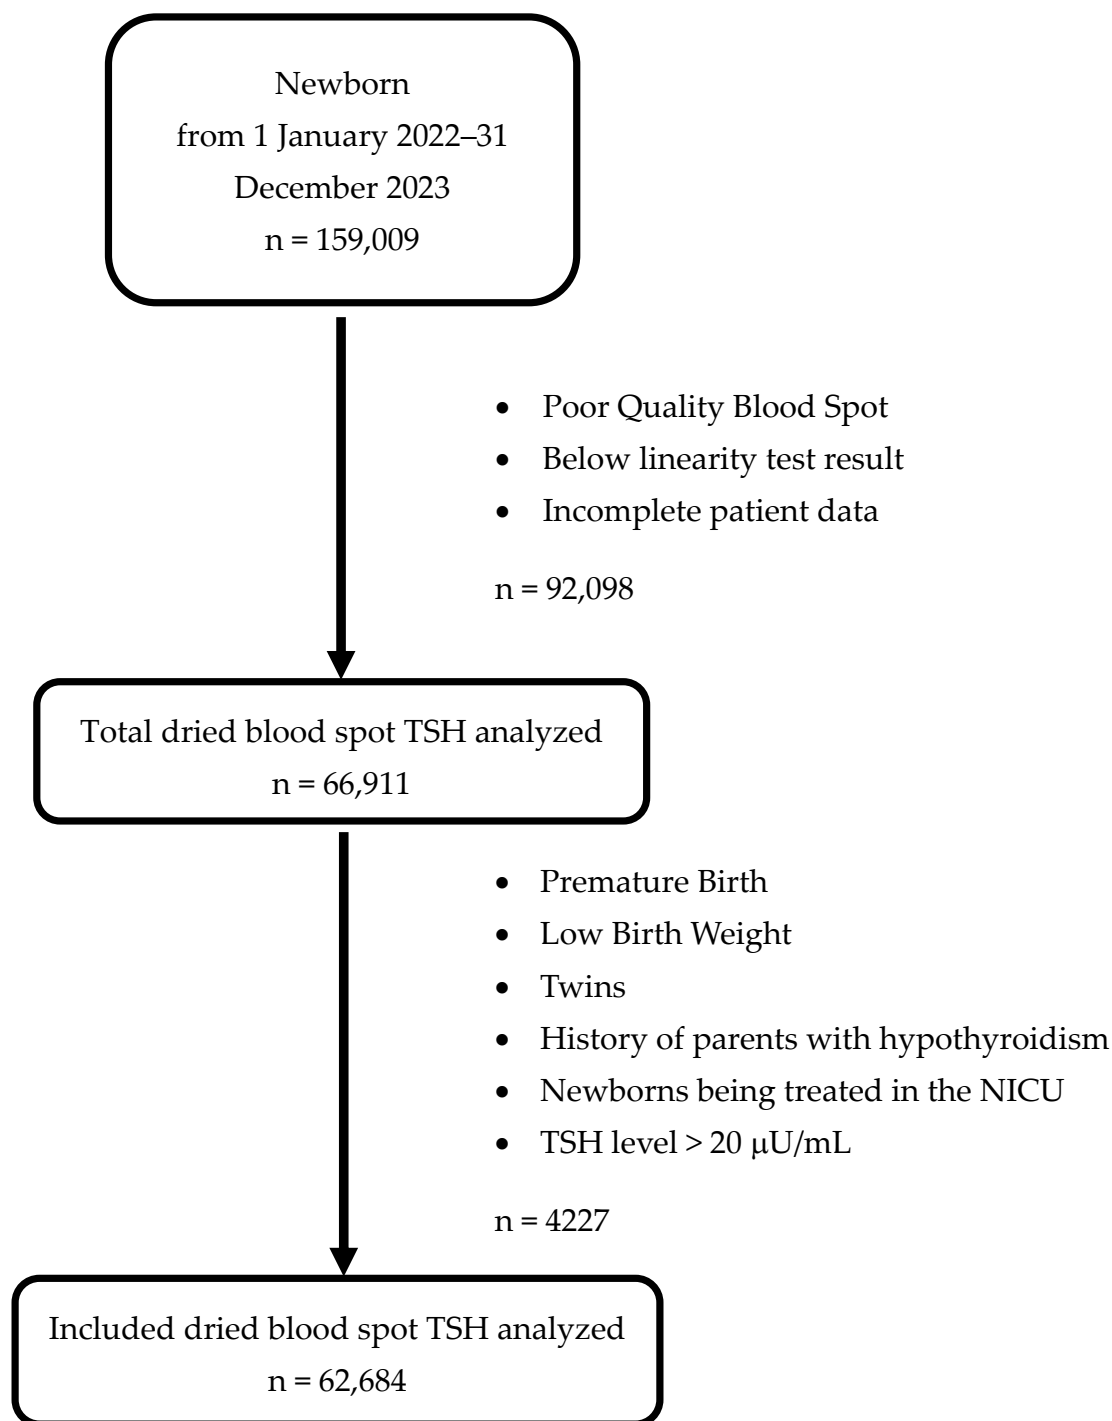 Newborn
from 1 January 2022–31
December 2023
n = 159,009
• Poor Quality Blood Spot
• Below linearity test result
• Incomplete patient data
n = 92,098
Total dried blood spot TSH analyzed
n = 66,911
• Premature Birth
• Low Birth Weight
• Twins
• History of parents with hypothyroidism
• Newborns being treated in the NICU
• TSH level > 20 μU/mL
n = 4227
Included dried blood spot TSH analyzed
n = 62,684